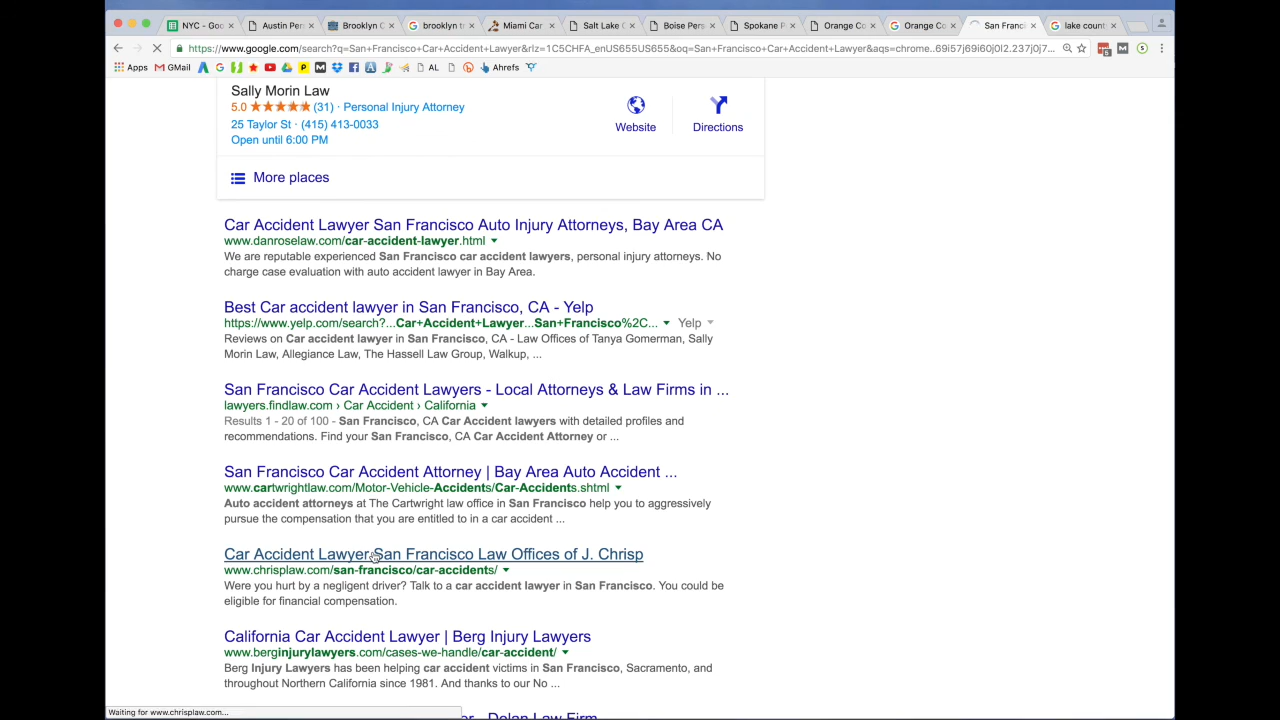 NYC - Goo
Austin Pers
Brooklyn C
brooklyn tr
Miami Car
Salt Lake C
Boise Pers
Spokane P
Orange Co
Orange Co
San Franci
lake count
https://www.google.com/search?q=San+Francisco+Car+Accident+Lawyer&rlz=1C5CHFA_enUS655US655&oq=San+Francisco+Car+Accident+Lawyer&aqs=chrome..69i57j69i60j0l2.237j0j7...
Apps GMail AL Ahrefs
Sally Morin Law
5.0 ★★★★★ (31) · Personal Injury Attorney
25 Taylor St · (415) 413-0033
Open until 6:00 PM
Website
Directions
More places
Car Accident Lawyer San Francisco Auto Injury Attorneys, Bay Area CA
www.danroselaw.com/car-accident-lawyer.html
We are reputable experienced San Francisco car accident lawyers, personal injury attorneys. No
charge case evaluation with auto accident lawyer in Bay Area.
Best Car accident lawyer in San Francisco, CA - Yelp
https://www.yelp.com/search?...Car+Accident+Lawyer...San+Francisco%2C... Yelp
Reviews on Car accident lawyer in San Francisco, CA - Law Offices of Tanya Gomerman, Sally
Morin Law, Allegiance Law, The Hassell Law Group, Walkup, ...
San Francisco Car Accident Lawyers - Local Attorneys & Law Firms in ...
lawyers.findlaw.com › Car Accident › California
Results 1 - 20 of 100 - San Francisco, CA Car Accident lawyers with detailed profiles and
recommendations. Find your San Francisco, CA Car Accident Attorney or ...
San Francisco Car Accident Attorney | Bay Area Auto Accident ...
www.cartwrightlaw.com/Motor-Vehicle-Accidents/Car-Accidents.shtml
Auto accident attorneys at The Cartwright law office in San Francisco help you to aggressively
pursue the compensation that you are entitled to in a car accident ...
Car Accident Lawyer San Francisco Law Offices of J. Chrisp
www.chrisplaw.com/san-francisco/car-accidents/
Were you hurt by a negligent driver? Talk to a car accident lawyer in San Francisco. You could be
eligible for financial compensation.
California Car Accident Lawyer | Berg Injury Lawyers
www.berginjurylawyers.com/cases-we-handle/car-accident/
Berg Injury Lawyers has been helping car accident victims in San Francisco, Sacramento, and
throughout Northern California since 1981. And thanks to our No ...
Waiting for www.chrisplaw.com...
- Dolan Law Firm